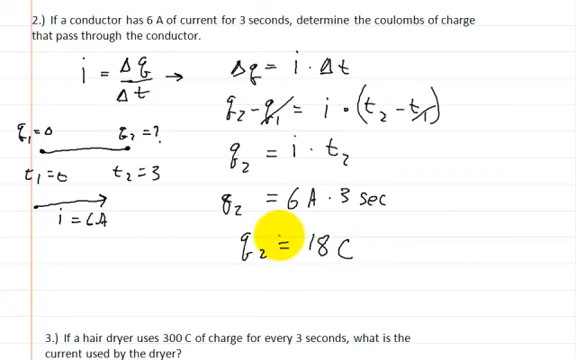 2.) If a conductor has 6 A of current for 3 seconds, determine the coulombs of charge
that pass through the conductor.
i = Δq/Δt → Δq = i · Δt
q₂ - q₁ = i · (t₂ - t₁)
q₁ = 0 q₂ = ?
q₂ = i · t₂
t₁ = 0 t₂ = 3
q₂ = 6 A · 3 sec
i = 6A
q₂ = 18 C
3.) If a hair dryer uses 300 C of charge for every 3 seconds, what is the
current used by the dryer?